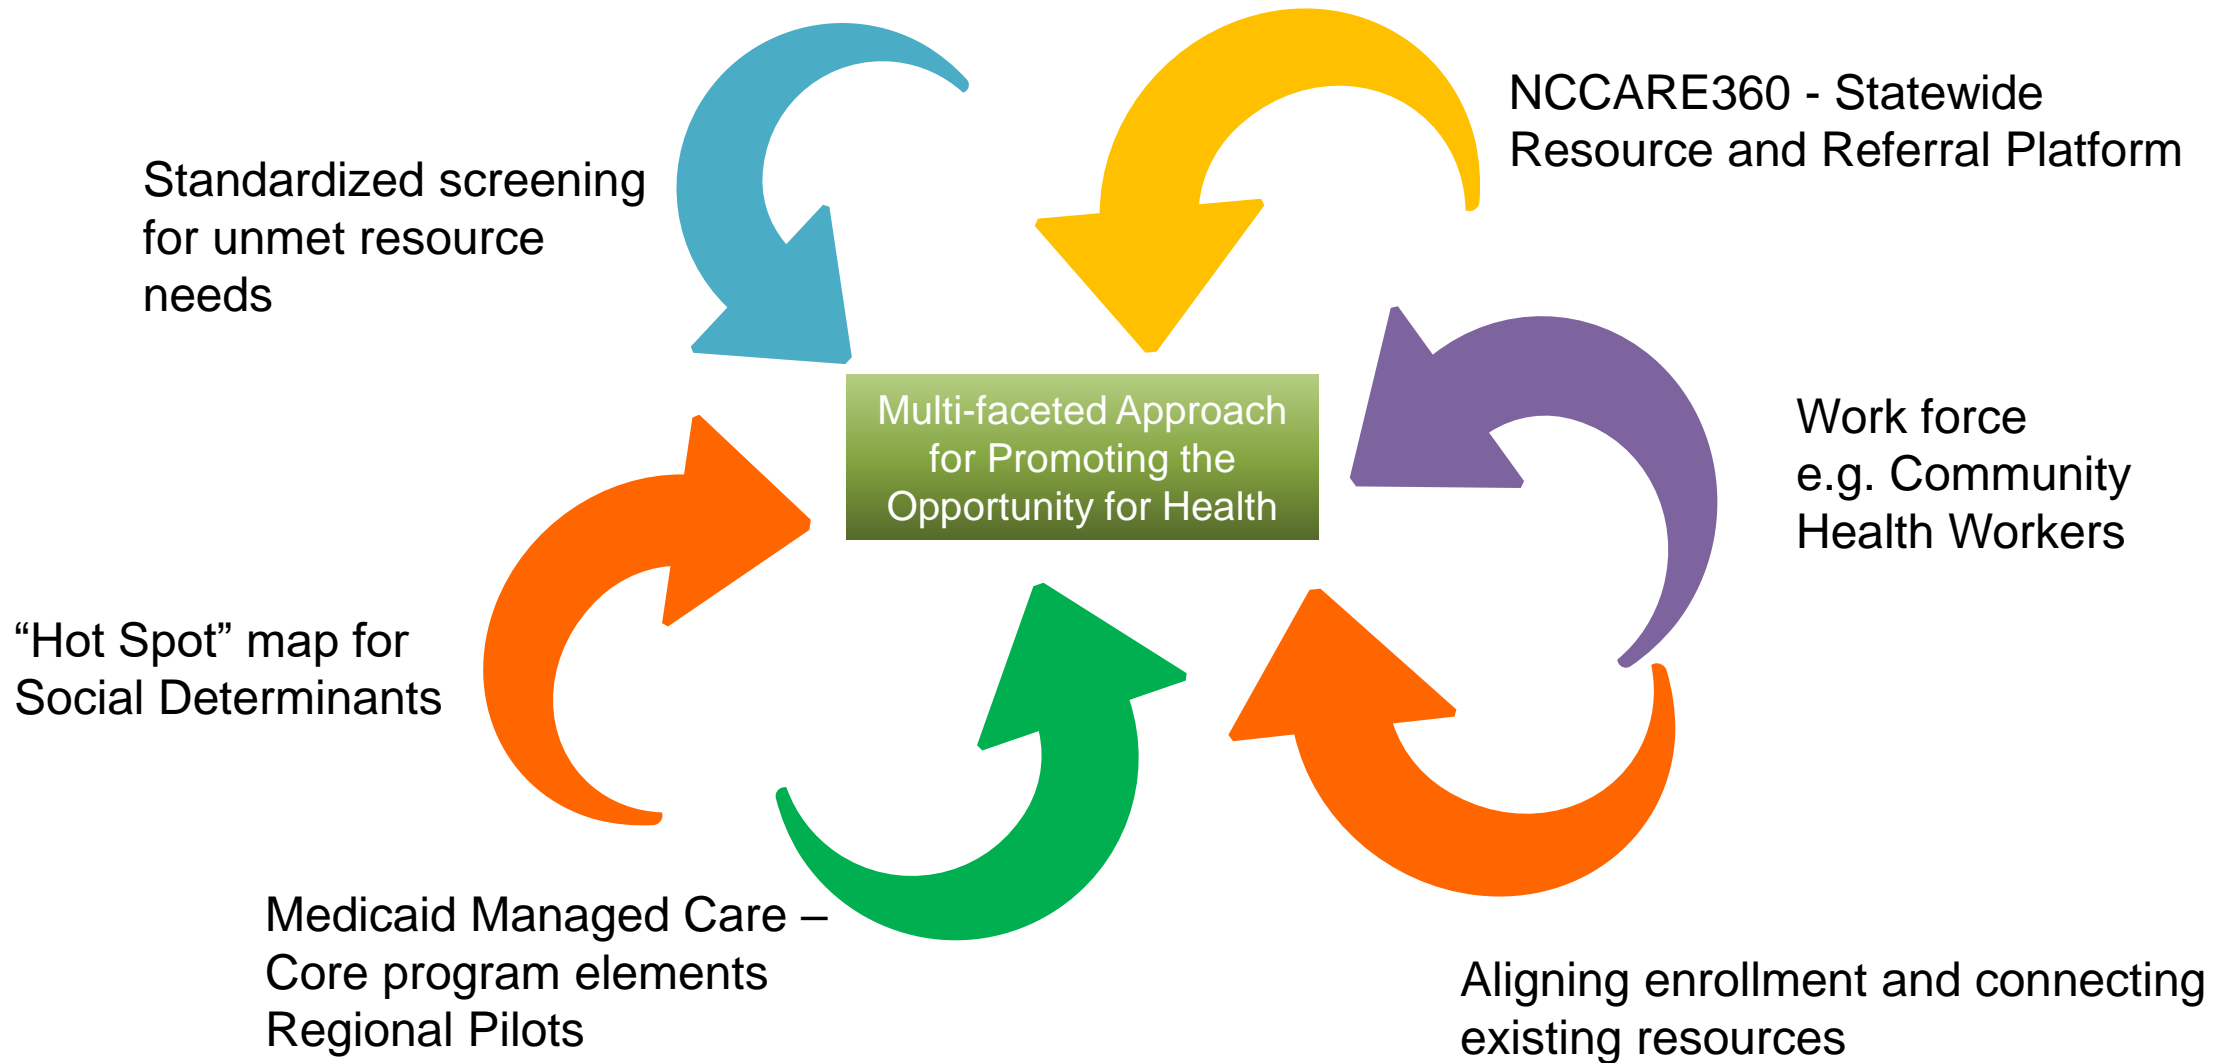 NCCARE360 - Statewide
Resource and Referral Platform
Standardized screening
for unmet resource
needs
Multi-faceted Approach
for Promoting the
Opportunity for Health
Work force
e.g. Community
Health Workers
“Hot Spot” map for
Social Determinants
Medicaid Managed Care –
Core program elements
Regional Pilots
Aligning enrollment and connecting
existing resources